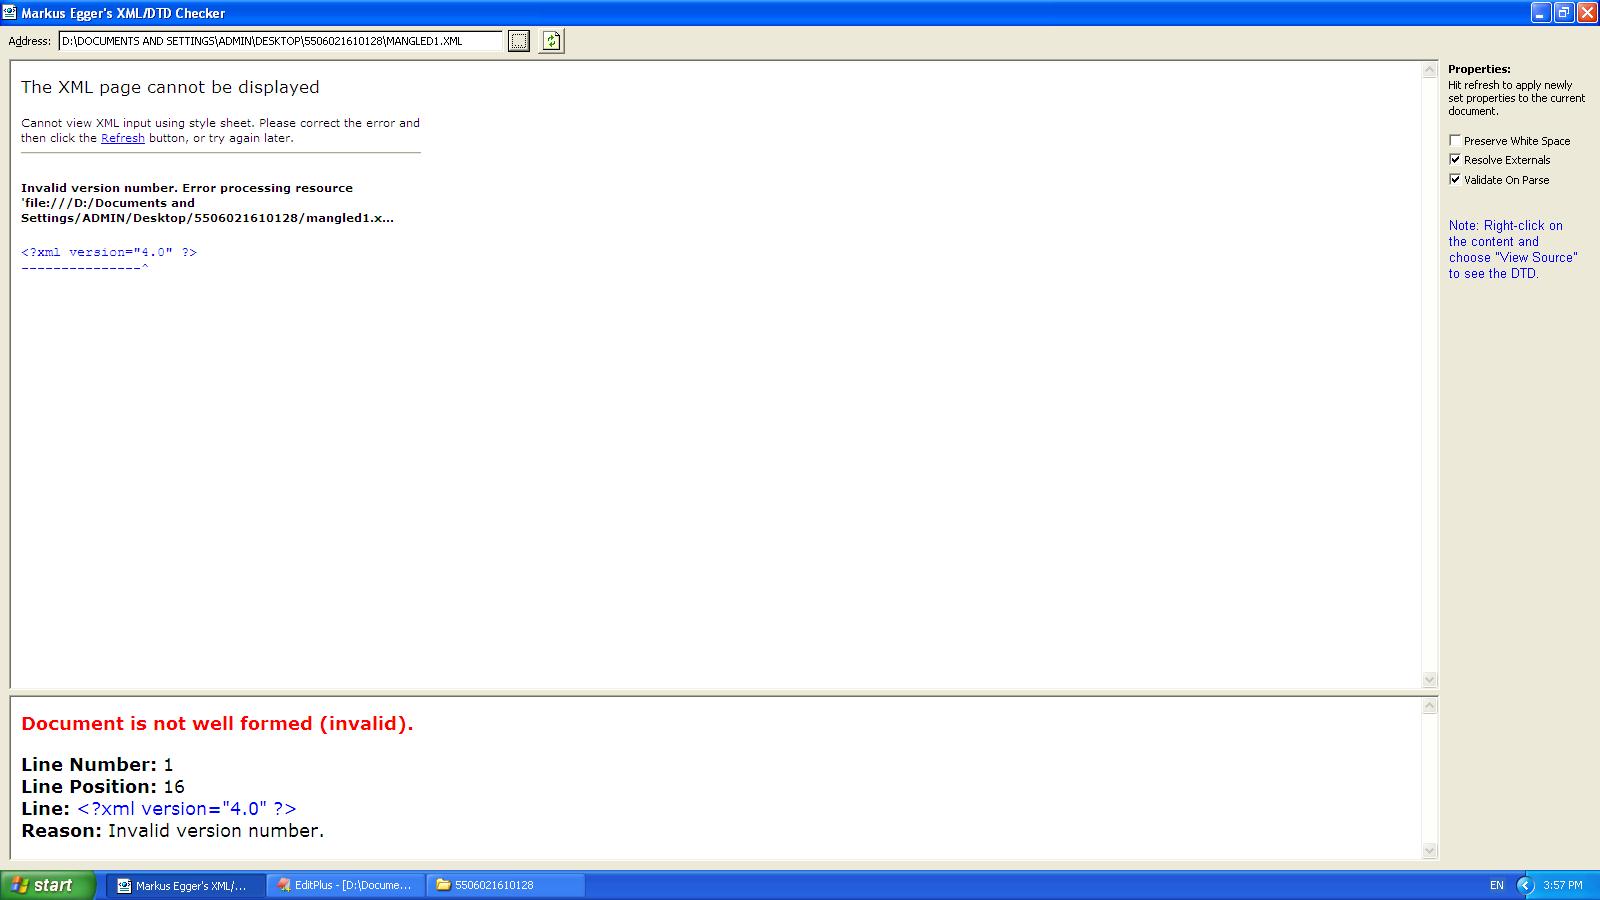 Markus Egger's XML/DTD Checker
Address: D:\DOCUMENTS AND SETTINGS\ADMIN\DESKTOP\5506021610128\MANGLED1.XML
The XML page cannot be displayed
Cannot view XML input using style sheet. Please correct the error and
then click the Refresh button, or try again later.
Invalid version number. Error processing resource
'file:///D:/Documents and
Settings/ADMIN/Desktop/5506021610128/mangled1.x...
<?xml version="4.0" ?>
---------------^
Properties:
Hit refresh to apply newly
set properties to the current
document.
Preserve White Space
Resolve Externals
Validate On Parse
Note: Right-click on
the content and
choose "View Source"
to see the DTD.
Document is not well formed (invalid).
Line Number: 1
Line Position: 16
Line: <?xml version="4.0" ?>
Reason: Invalid version number.
start
Markus Egger's XML/...
EditPlus - [D:\Docume...
5506021610128
EN
3:57 PM